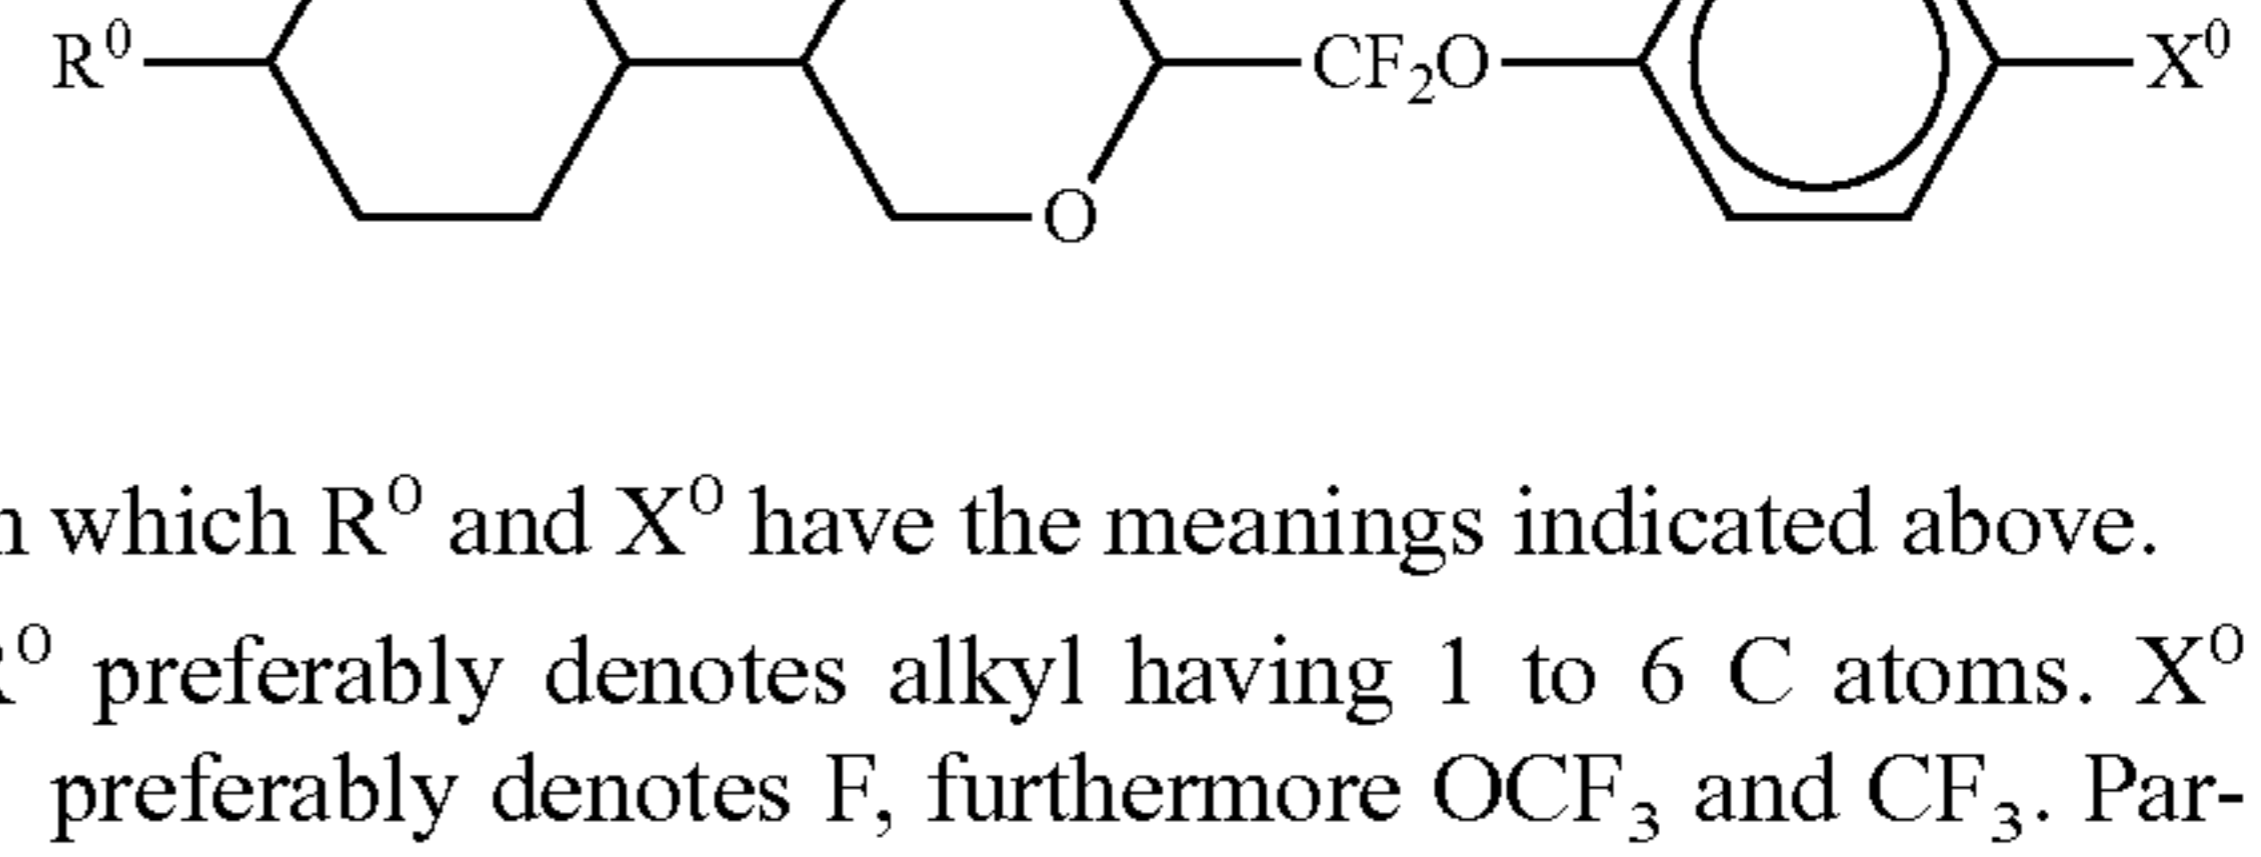 R⁰ CF₂O X⁰
O
which R⁰ and X⁰ have the meanings indicated above.
R⁰ preferably denotes alkyl having 1 to 6 C atoms. X⁰
preferably denotes F, furthermore OCF₃ and CF₃. Par-